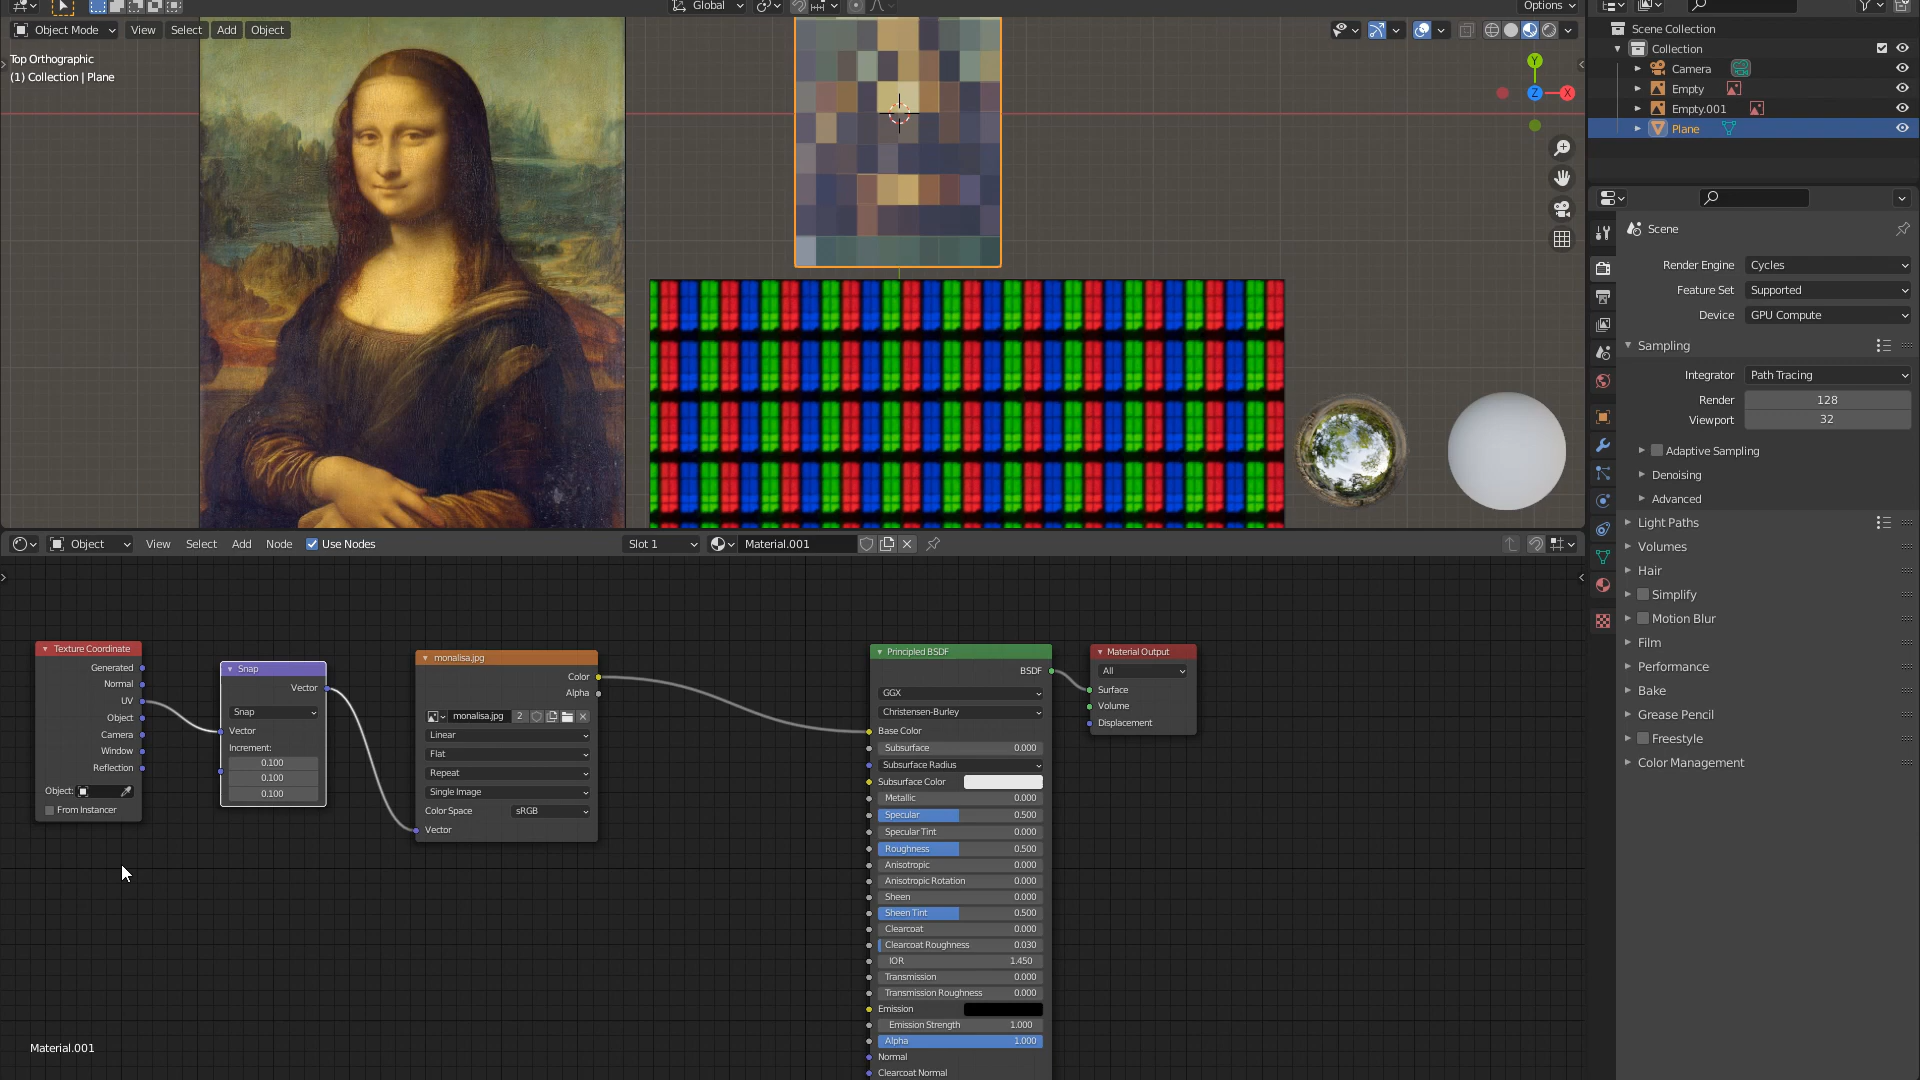 Global
Options
Object Mode
View
Select
Add
Object
Top Orthographic
(1) Collection | Plane
Y
Z
X
Scene Collection
Collection
Camera
Empty
Empty.001
Plane
Scene
Render Engine
Cycles
Feature Set
Supported
Device
GPU Compute
Sampling
Integrator
Path Tracing
Render
128
Viewport
32
Adaptive Sampling
Denoising
Advanced
Light Paths
Volumes
Hair
Simplify
Motion Blur
Film
Performance
Bake
Grease Pencil
Freestyle
Color Management
Object
View
Select
Add
Node
Use Nodes
Slot 1
Material.001
Texture Coordinate
Generated
Normal
UV
Object
Camera
Window
Reflection
Object:
From Instancer
Snap
Vector
Snap
Vector
Increment:
0.100
0.100
0.100
monalisa.jpg
Color
Alpha
monalisa.jpg 2
Linear
Flat
Repeat
Single Image
Color Space sRGB
Vector
Principled BSDF
BSDF
GGX
Christensen-Burley
Base Color
Subsurface 0.000
Subsurface Radius
Subsurface Color
Metallic 0.000
Specular 0.500
Specular Tint 0.000
Roughness 0.500
Anisotropic 0.000
Anisotropic Rotation 0.000
Sheen 0.000
Sheen Tint 0.500
Clearcoat 0.000
Clearcoat Roughness 0.030
IOR 1.450
Transmission 0.000
Transmission Roughness 0.000
Emission
Emission Strength 1.000
Alpha 1.000
Normal
Clearcoat Normal
Material Output
All
Surface
Volume
Displacement
Material.001